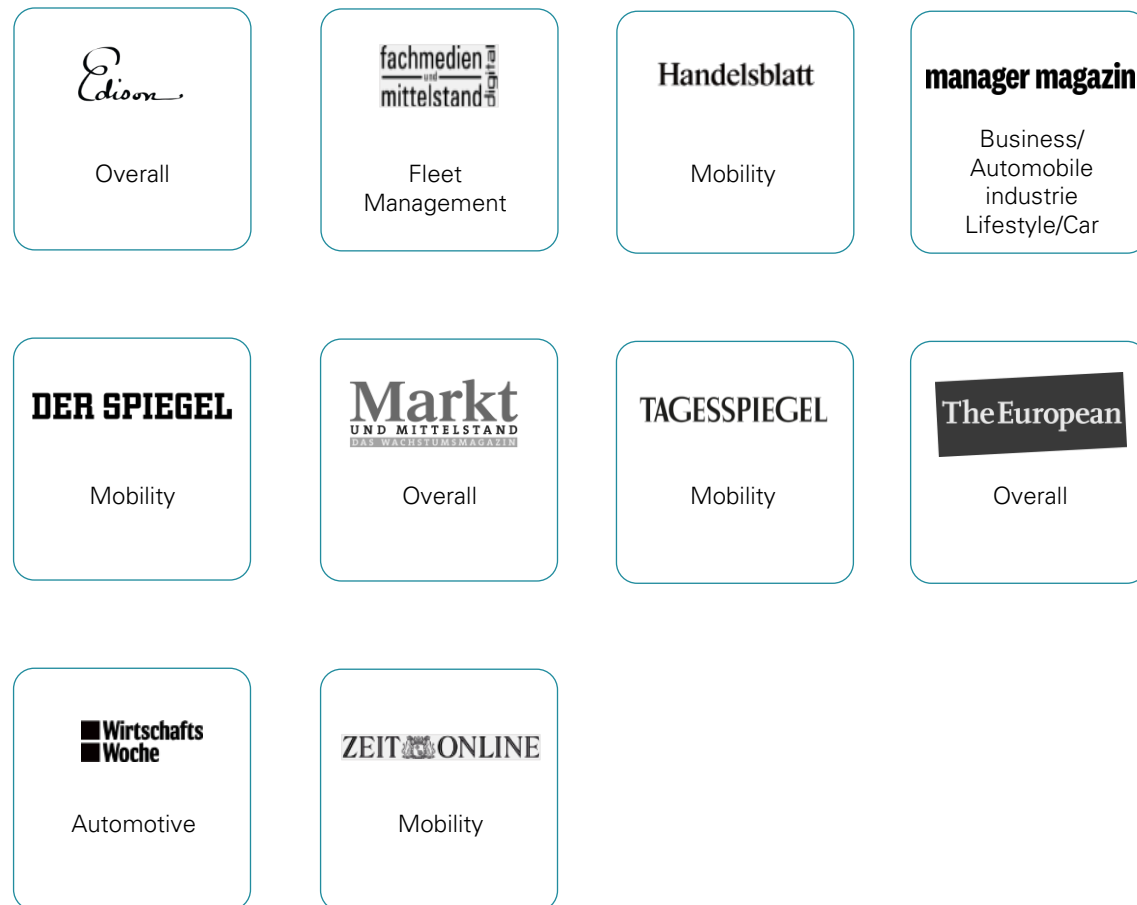 Edison
Overall
fachmedien
und
mittelstand
digital
Fleet
Management
Handelsblatt
Mobility
manager magazin
Business/
Automobile
industrie
Lifestyle/Car
DER SPIEGEL
Mobility
Markt
UND MITTELSTAND
DAS WACHSTUMSMAGAZIN
Overall
TAGESSPIEGEL
Mobility
The European
Overall
Wirtschafts
Woche
Automotive
ZEIT ONLINE
Mobility